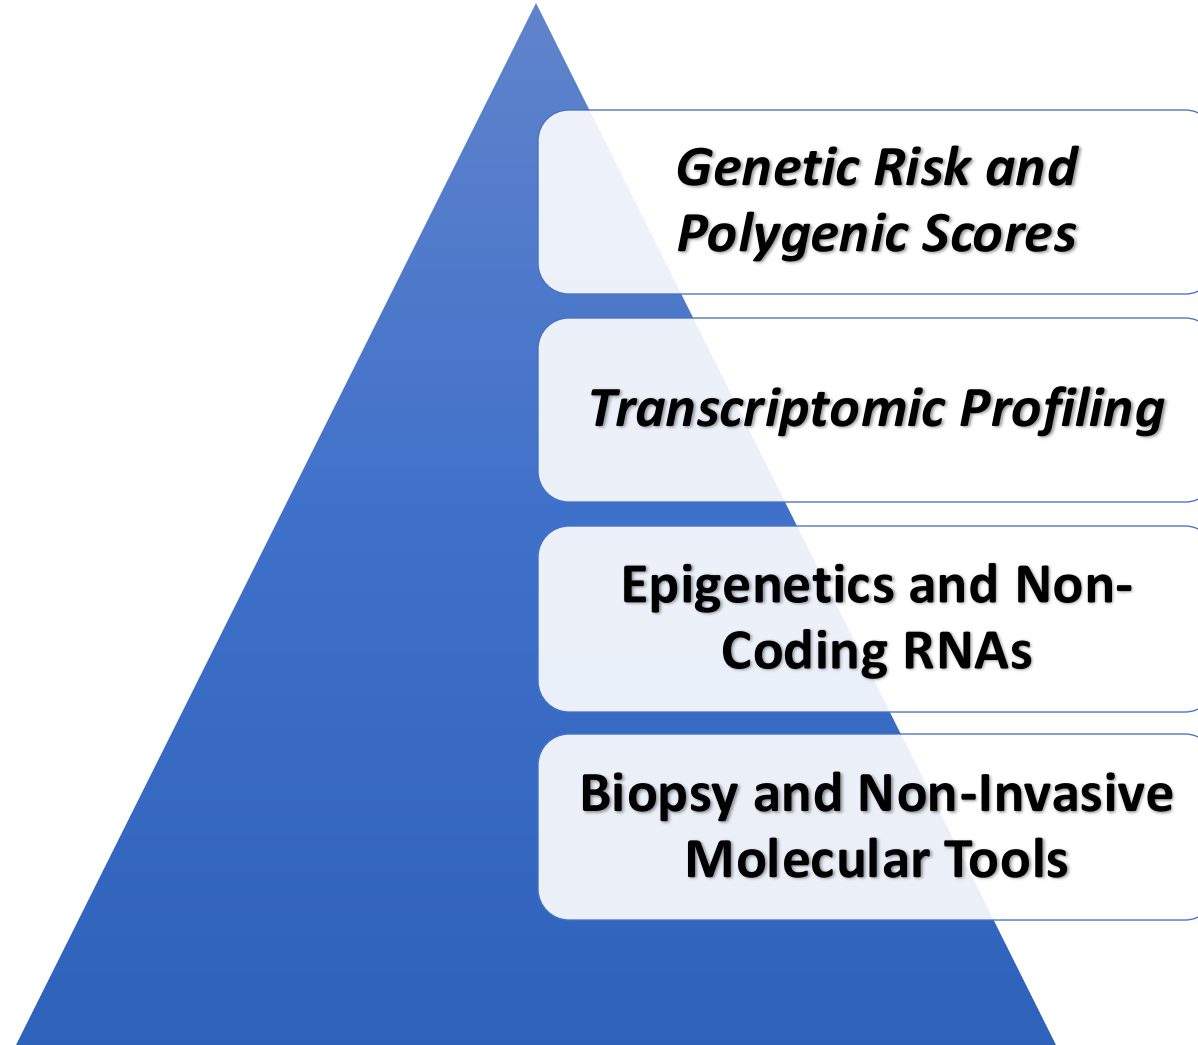 Genetic Risk and
Polygenic Scores
Transcriptomic Profiling
Epigenetics and Non-
Coding RNAs
Biopsy and Non-Invasive
Molecular Tools